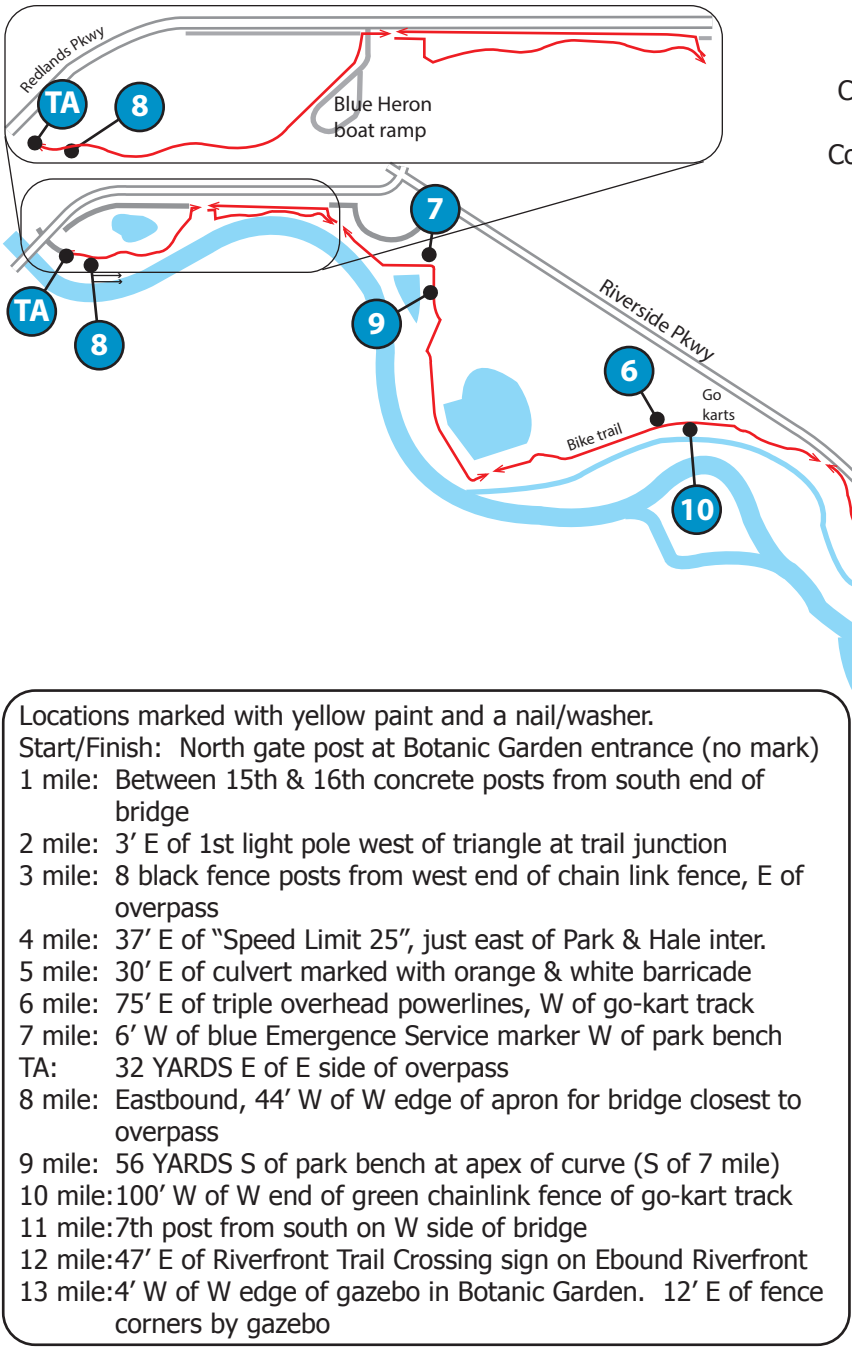 Redlands Pkwy
TA
8
Blue Heron
boat ramp
C
Co
7
TA
8
9
Riverside Pkwy
6
Go
karts
Bike trail
10
Locations marked with yellow paint and a nail/washer.
Start/Finish: North gate post at Botanic Garden entrance (no mark)
1 mile: Between 15th & 16th concrete posts from south end of
bridge
2 mile: 3′ E of 1st light pole west of triangle at trail junction
3 mile: 8 black fence posts from west end of chain link fence, E of
overpass
4 mile: 37′ E of “Speed Limit 25”, just east of Park & Hale inter.
5 mile: 30′ E of culvert marked with orange & white barricade
6 mile: 75′ E of triple overhead powerlines, W of go-kart track
7 mile: 6′ W of blue Emergence Service marker W of park bench
TA: 32 YARDS E of E side of overpass
8 mile: Eastbound, 44′ W of W edge of apron for bridge closest to
overpass
9 mile: 56 YARDS S of park bench at apex of curve (S of 7 mile)
10 mile:100′ W of W end of green chainlink fence of go-kart track
11 mile:7th post from south on W side of bridge
12 mile:47′ E of Riverfront Trail Crossing sign on Ebound Riverfront
13 mile:4′ W of W edge of gazebo in Botanic Garden. 12′ E of fence
corners by gazebo